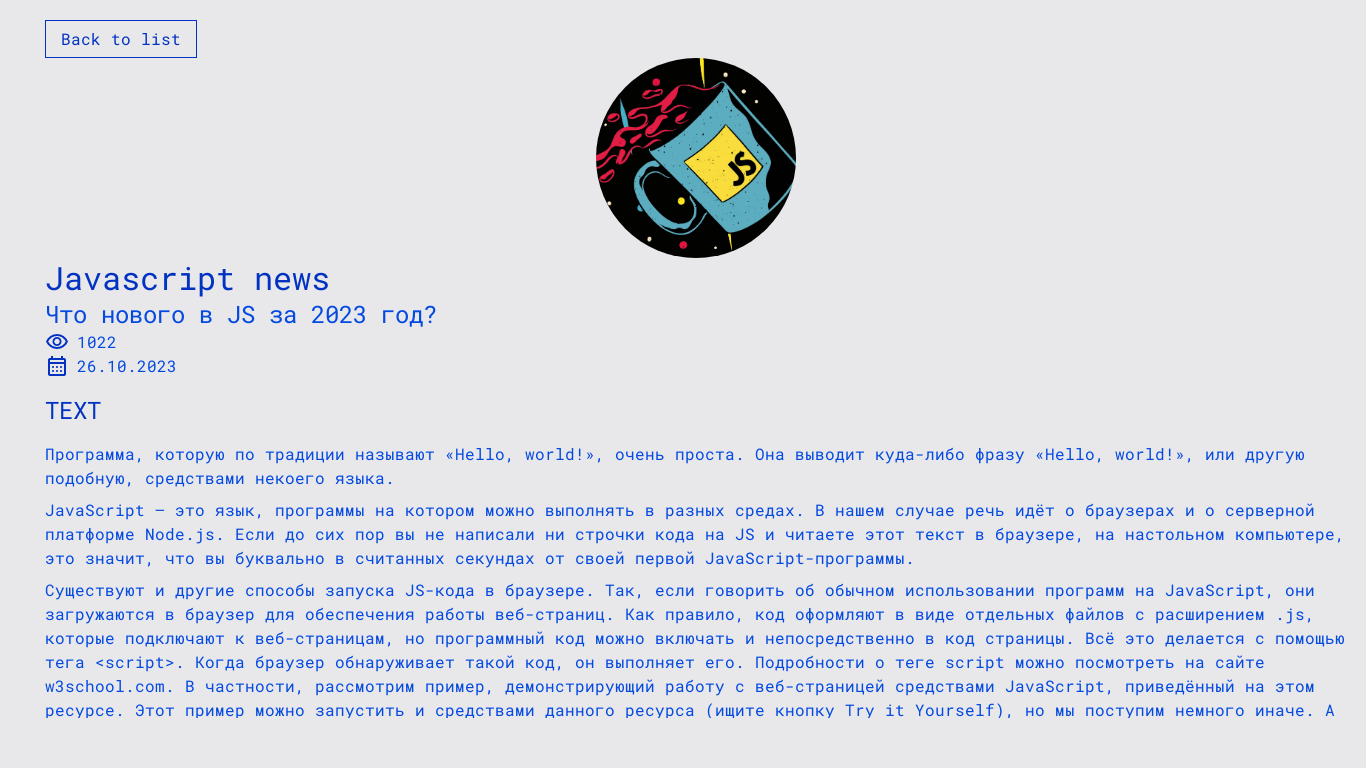 Back to list
JS
Javascript news
Что нового в JS за 2023 год?
1022
26.10.2023
TEXT
Программа, которую по традиции называют «Hello, world!», очень проста. Она выводит куда-либо фразу «Hello, world!», или другую
подобную, средствами некоего языка.
JavaScript — это язык, программы на котором можно выполнять в разных средах. В нашем случае речь идёт о браузерах и о серверной
платформе Node.js. Если до сих пор вы не написали ни строчки кода на JS и читаете этот текст в браузере, на настольном компьютере,
это значит, что вы буквально в считанных секундах от своей первой JavaScript-программы.
Существуют и другие способы запуска JS-кода в браузере. Так, если говорить об обычном использовании программ на JavaScript, они
загружаются в браузер для обеспечения работы веб-страниц. Как правило, код оформляют в виде отдельных файлов с расширением .js,
которые подключают к веб-страницам, но программный код можно включать и непосредственно в код страницы. Всё это делается с помощью
тега <script>. Когда браузер обнаруживает такой код, он выполняет его. Подробности о теге script можно посмотреть на сайте
w3school.com. В частности, рассмотрим пример, демонстрирующий работу с веб-страницей средствами JavaScript, приведённый на этом
ресурсе. Этот пример можно запустить и средствами данного ресурса (ищите кнопку Try it Yourself), но мы поступим немного иначе. А